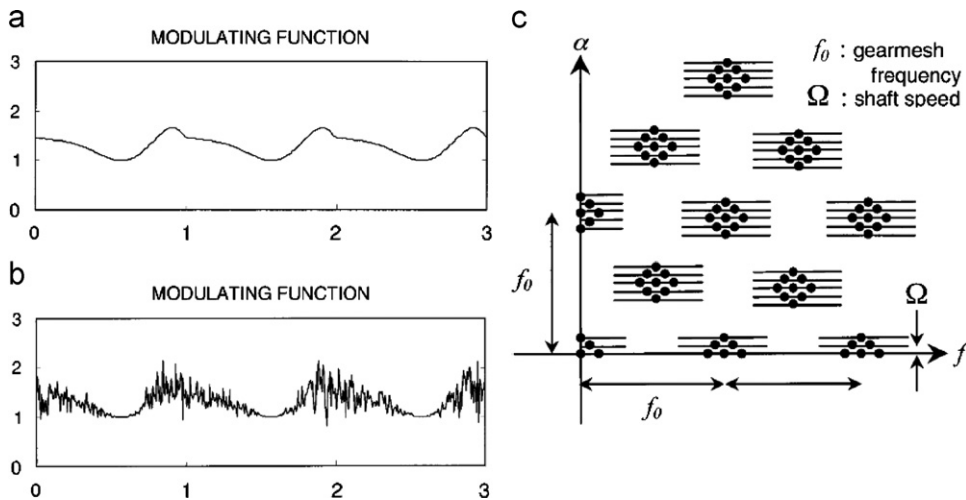 a
MODULATING FUNCTION
3
2
1
0
0 1 2 3
b
MODULATING FUNCTION
3
2
1
0
0 1 2 3
c
α
f₀ : gearmesh
frequency
Ω : shaft speed
f₀
Ω
f
f₀